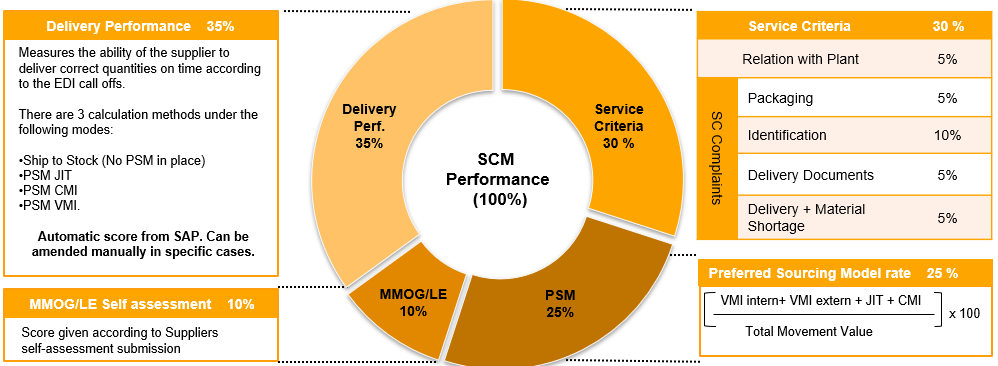 Delivery Performance 35%
Measures the ability of the supplier to
deliver correct quantities on time according
to the EDI call offs.
There are 3 calculation methods under the
following modes:
•Ship to Stock (No PSM in place)
•PSM JIT
•PSM CMI
•PSM VMI.
Automatic score from SAP. Can be
amended manually in specific cases.
MMOG/LE Self assessment 10%
Score given according to Suppliers
self-assessment submission
Delivery
Perf.
35%
Service
Criteria
30 %
SCM
Performance
(100%)
MMOG/LE
10%
PSM
25%
Service Criteria 30 %
Relation with Plant 5%
SC Complaints
Packaging 5%
Identification 10%
Delivery Documents 5%
Delivery + Material
Shortage 5%
Preferred Sourcing Model rate 25 %
VMI intern+ VMI extern + JIT + CMI
Total Movement Value
x 100